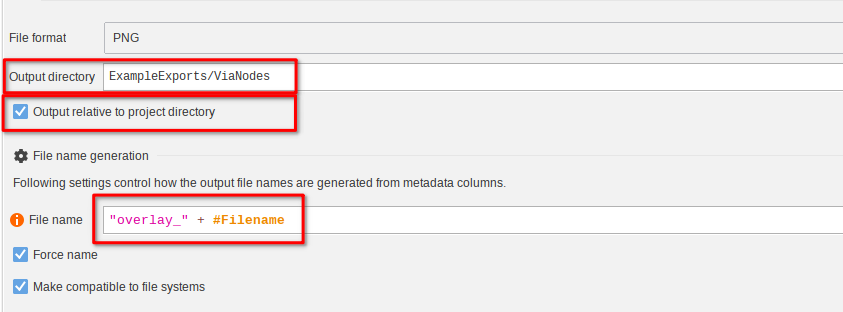 File format PNG
Output directory ExampleExports/ViaNodes
Output relative to project directory
File name generation
Following settings control how the output file names are generated from metadata columns.
File name "overlay_" + #Filename
Force name
Make compatible to file systems